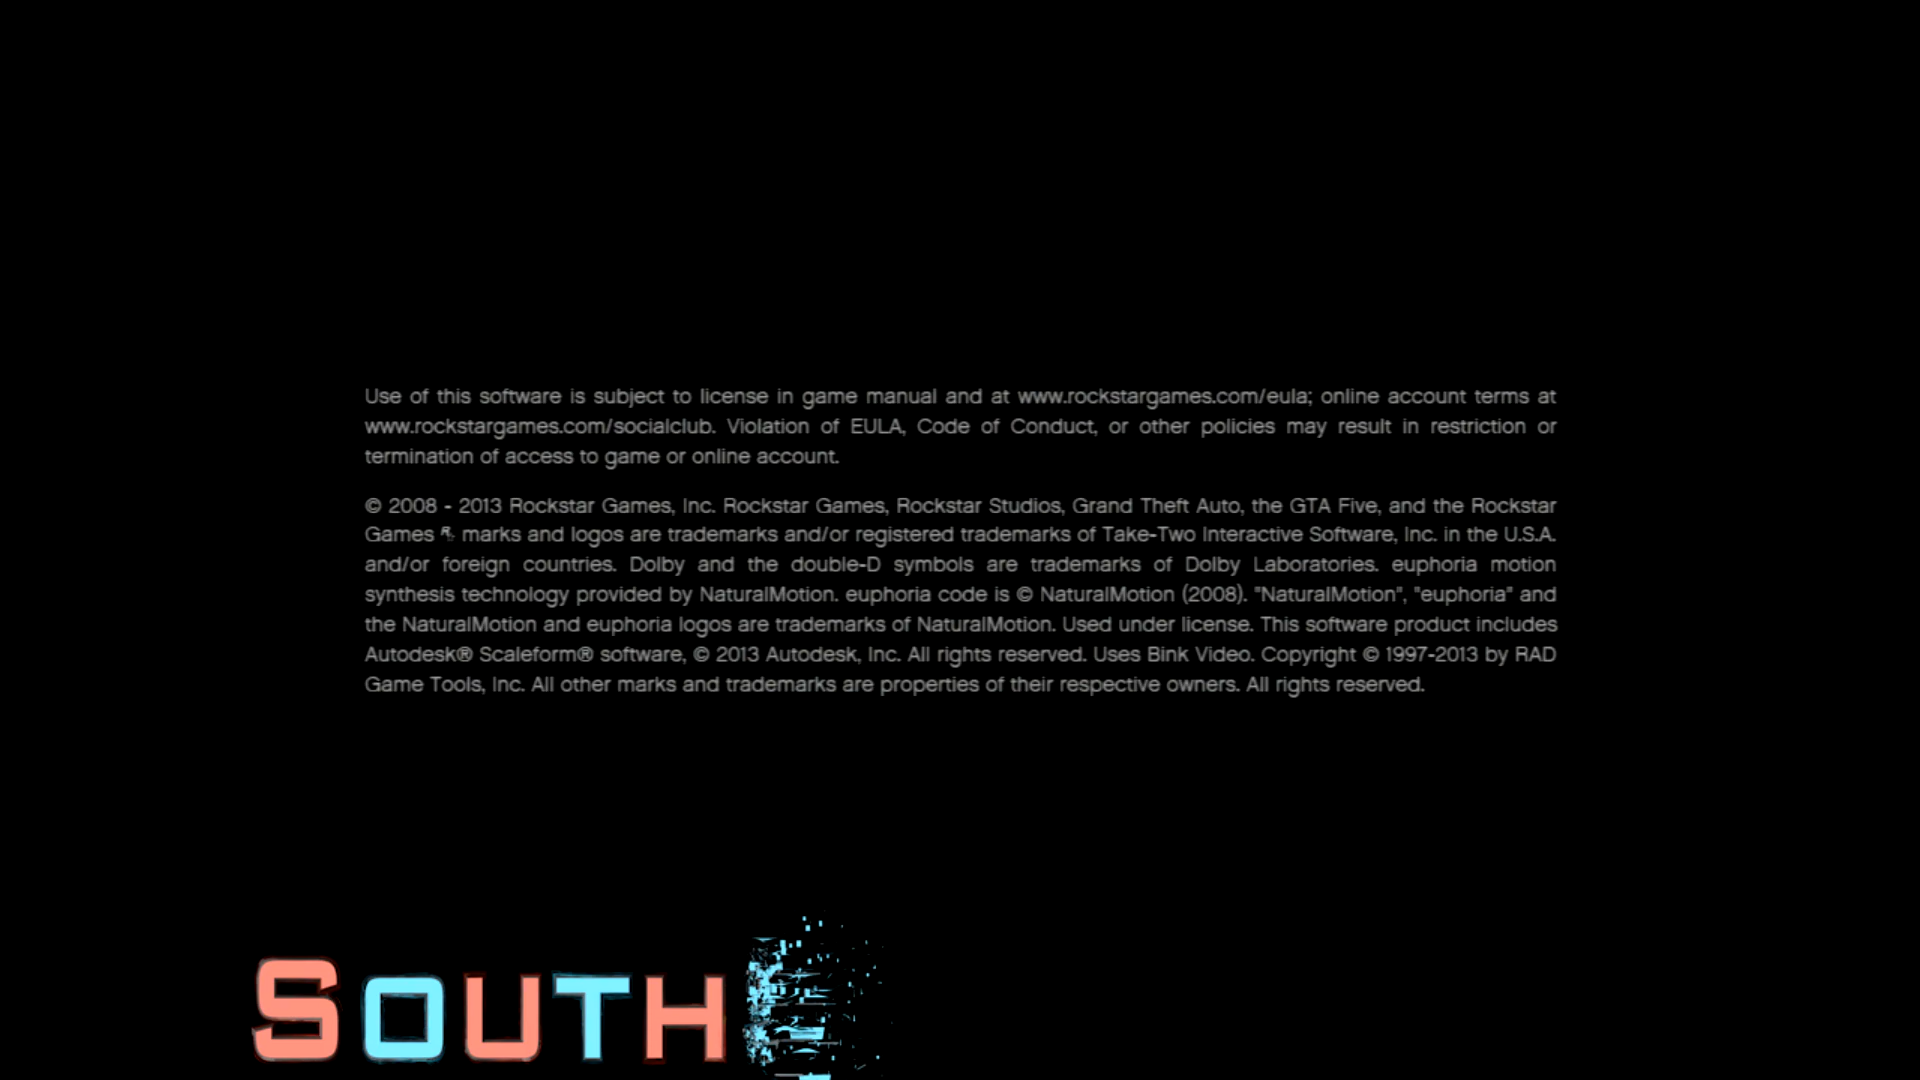 Use of this software is subject to license in game manual and at www.rockstargames.com/eula; online account terms at
www.rockstargames.com/socialclub. Violation of EULA, Code of Conduct, or other policies may result in restriction or
termination of access to game or online account.
© 2008 - 2013 Rockstar Games, Inc. Rockstar Games, Rockstar Studios, Grand Theft Auto, the GTA Five, and the Rockstar
Games R* marks and logos are trademarks and/or registered trademarks of Take-Two Interactive Software, Inc. in the U.S.A.
and/or foreign countries. Dolby and the double-D symbols are trademarks of Dolby Laboratories. euphoria motion
synthesis technology provided by NaturalMotion. euphoria code is © NaturalMotion (2008). "NaturalMotion", "euphoria" and
the NaturalMotion and euphoria logos are trademarks of NaturalMotion. Used under license. This software product includes
Autodesk® Scaleform® software, © 2013 Autodesk, Inc. All rights reserved. Uses Bink Video. Copyright © 1997-2013 by RAD
Game Tools, Inc. All other marks and trademarks are properties of their respective owners. All rights reserved.
SOUTH